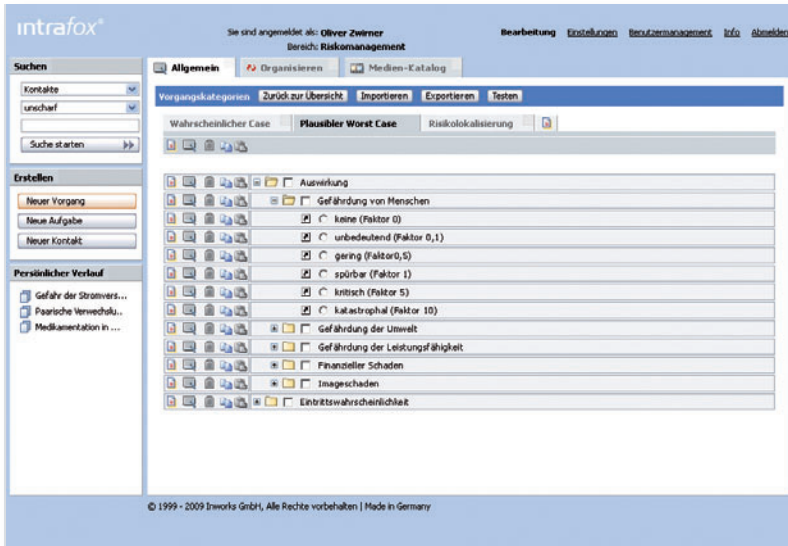 intrafox®
Sie sind angemeldet als: Oliver Zwirner
Bereich: Riskomanagement
Bearbeitung Einstellungen Benutzermanagement Info Abmelden
Suchen
Kontakte
unscharf
Suche starten
Erstellen
Neuer Vorgang
Neue Aufgabe
Neuer Kontakt
Persönlicher Verlauf
Gefahr der Stromvers...
Paarische Verwechslu...
Medikamentation in ...
Allgemein Organisieren Medien-Katalog
Vorgangskategorien Zurück zur Übersicht Importieren Exportieren Testen
Wahrscheinlicher Case Plausibler Worst Case Risikolokalisierung
Auswirkung
Gefährdung von Menschen
keine (Faktor 0)
unbedeutend (Faktor 0,1)
gering (Faktor0,5)
spürbar (Faktor 1)
kritisch (Faktor 5)
katastrophal (Faktor 10)
Gefährdung der Umwelt
Gefährdung der Leistungsfähigkeit
Finanzieller Schaden
Imageschaden
Eintrittswahrscheinlichkeit
© 1999 - 2009 Inworks GmbH, Alle Rechte vorbehalten | Made in Germany